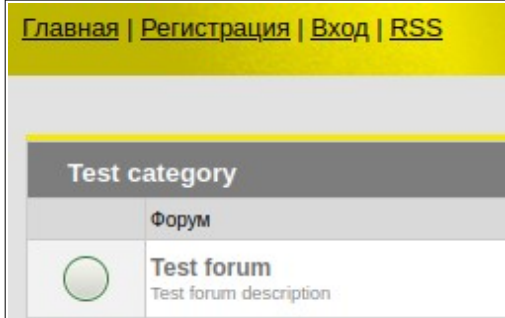 Главная | Регистрация | Вход | RSS
Test category
Форум
Test forum
Test forum description